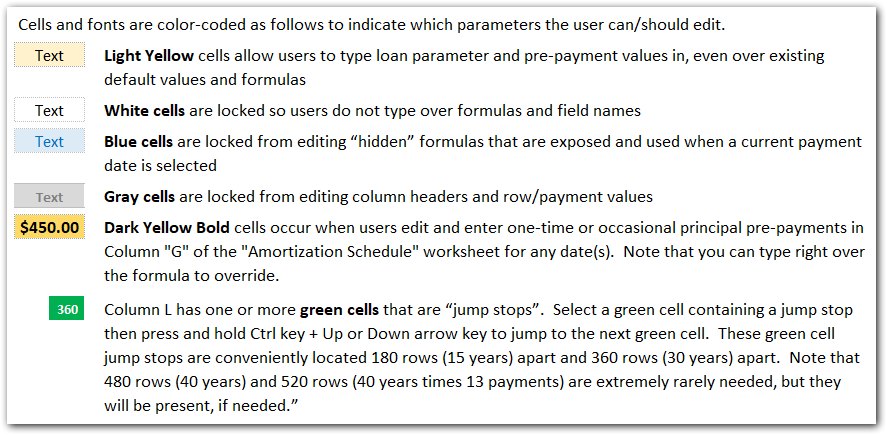 Cells and fonts are color-coded as follows to indicate which parameters the user can/should edit.
Text Light Yellow cells allow users to type loan parameter and pre-payment values in, even over existing
default values and formulas
Text White cells are locked so users do not type over formulas and field names
Text Blue cells are locked from editing “hidden” formulas that are exposed and used when a current payment
date is selected
Text Gray cells are locked from editing column headers and row/payment values
$450.00 Dark Yellow Bold cells occur when users edit and enter one-time or occasional principal pre-payments in
Column "G" of the "Amortization Schedule" worksheet for any date(s).  Note that you can type right over
the formula to override.
360 Column L has one or more green cells that are “jump stops”.  Select a green cell containing a jump stop
then press and hold Ctrl key + Up or Down arrow key to jump to the next green cell.  These green cell
jump stops are conveniently located 180 rows (15 years) apart and 360 rows (30 years) apart.  Note that
480 rows (40 years) and 520 rows (40 years times 13 payments) are extremely rarely needed, but they
will be present, if needed.”